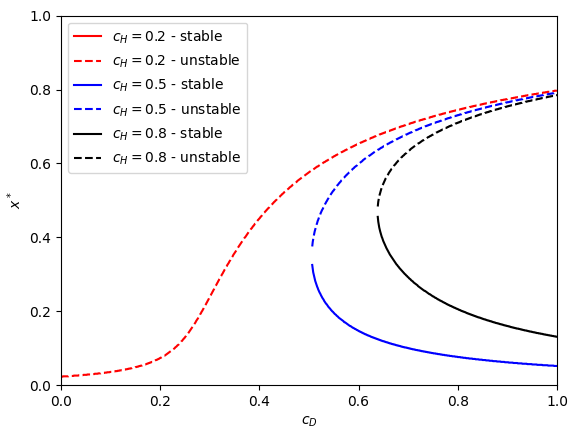 1.0
0.8
0.6
0.4
0.2
0.0
x*
c_H = 0.2 - stable
c_H = 0.2 - unstable
c_H = 0.5 - stable
c_H = 0.5 - unstable
c_H = 0.8 - stable
c_H = 0.8 - unstable
0.0 0.2 0.4 0.6 0.8 1.0
c_D